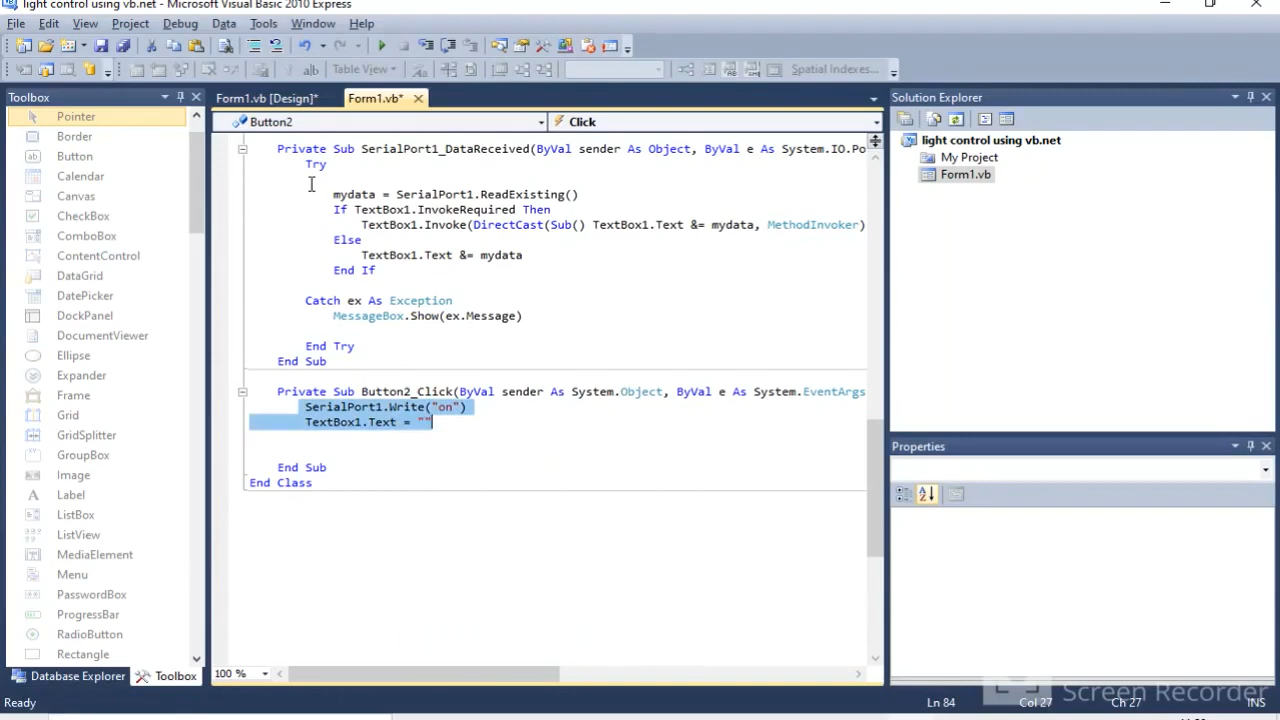 light control using vb.net - Microsoft Visual Basic 2010 Express
File Edit View Project Debug Data Tools Window Help
Table View Spatial Indexes...
Toolbox
Pointer
Border
Button
Calendar
Canvas
CheckBox
ComboBox
ContentControl
DataGrid
DatePicker
DockPanel
DocumentViewer
Ellipse
Expander
Frame
Grid
GridSplitter
GroupBox
Image
Label
ListBox
ListView
MediaElement
Menu
PasswordBox
ProgressBar
RadioButton
Rectangle
Database Explorer Toolbox
Form1.vb [Design]* Form1.vb*
Button2 Click
Private Sub SerialPort1_DataReceived(ByVal sender As Object, ByVal e As System.IO.Po
Try
mydata = SerialPort1.ReadExisting()
If TextBox1.InvokeRequired Then
TextBox1.Invoke(DirectCast(Sub() TextBox1.Text &= mydata, MethodInvoker)
Else
TextBox1.Text &= mydata
End If
Catch ex As Exception
MessageBox.Show(ex.Message)
End Try
End Sub
Private Sub Button2_Click(ByVal sender As System.Object, ByVal e As System.EventArgs
SerialPort1.Write("on")
TextBox1.Text = ""
End Sub
End Class
100 %
Solution Explorer
light control using vb.net
My Project
Form1.vb
Properties
Screen Recorder
Ready Ln 84 Col 27 Ch 27 INS